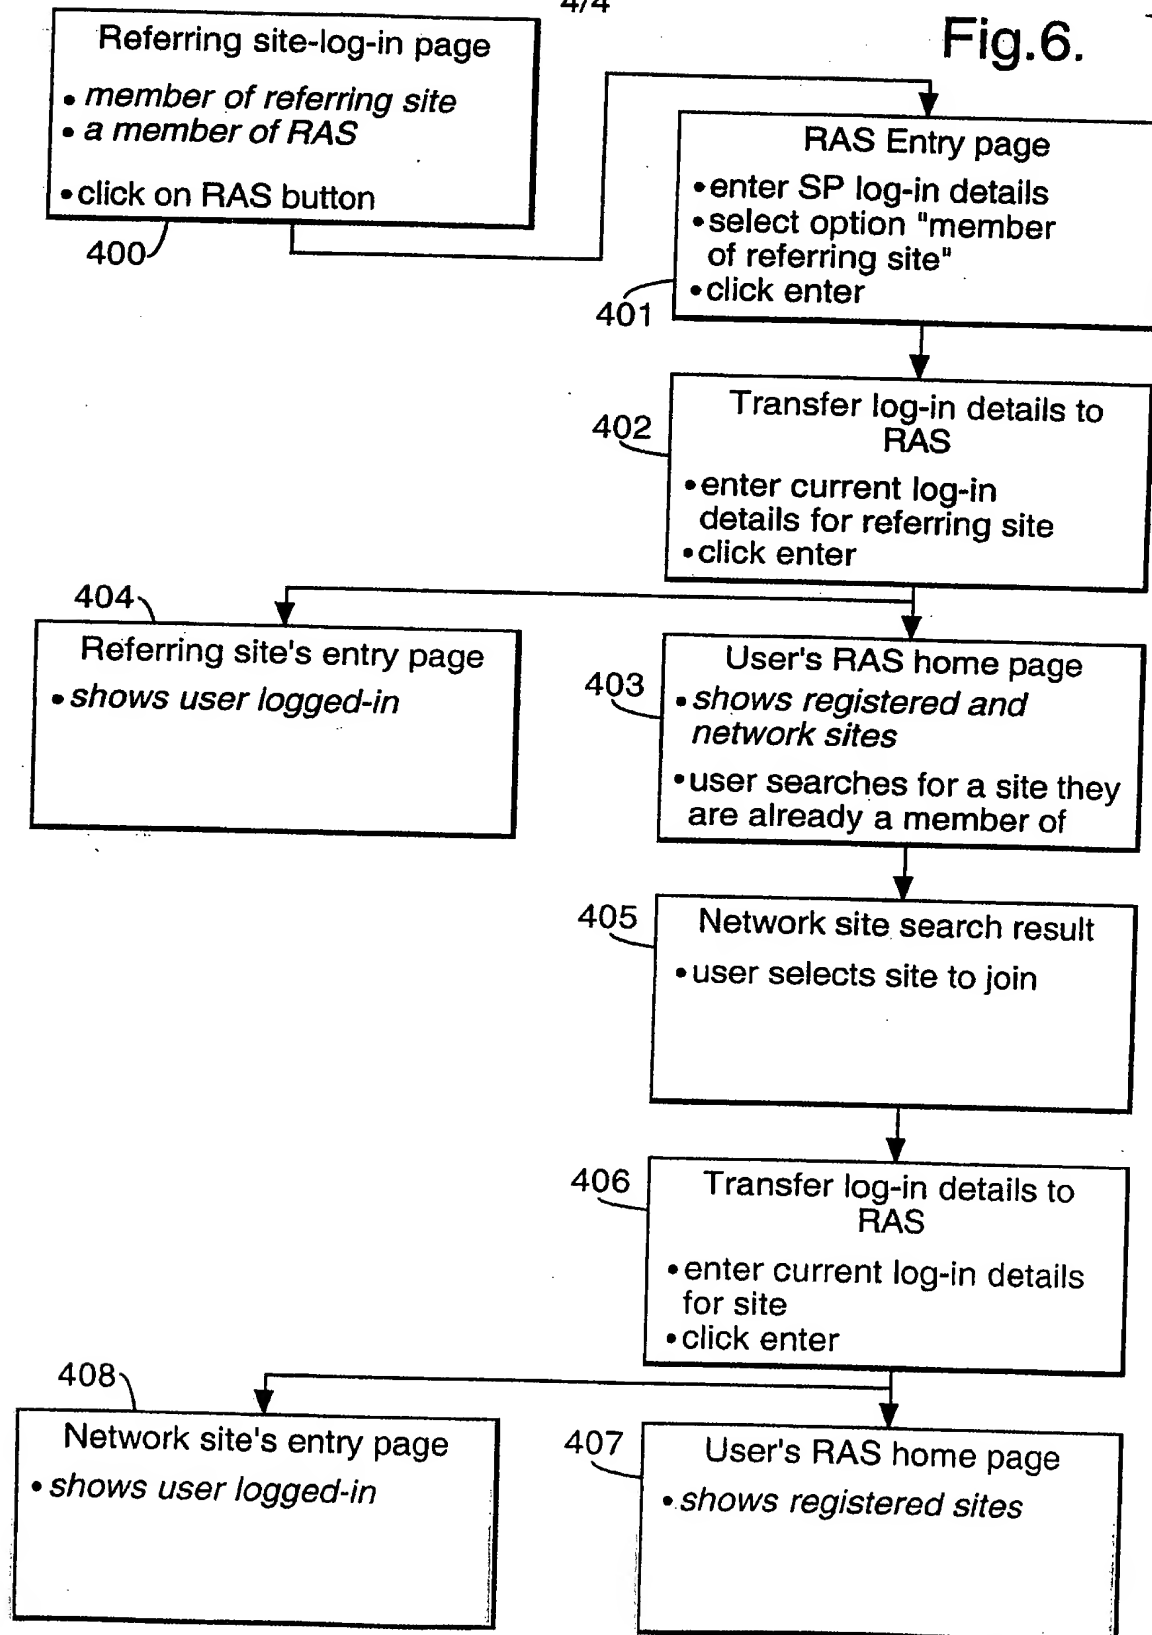 4/4
Fig.6.
Referring site-log-in page
• member of referring site
• a member of RAS
• click on RAS button
400
RAS Entry page
• enter SP log-in details
• select option "member
of referring site"
• click enter
401
Transfer log-in details to
RAS
• enter current log-in
details for referring site
• click enter
402
404
Referring site's entry page
• shows user logged-in
User's RAS home page
• shows registered and
network sites
• user searches for a site they
are already a member of
403
405
Network site search result
• user selects site to join
406
Transfer log-in details to
RAS
• enter current log-in details
for site
• click enter
408
Network site's entry page
• shows user logged-in
407
User's RAS home page
• shows registered sites